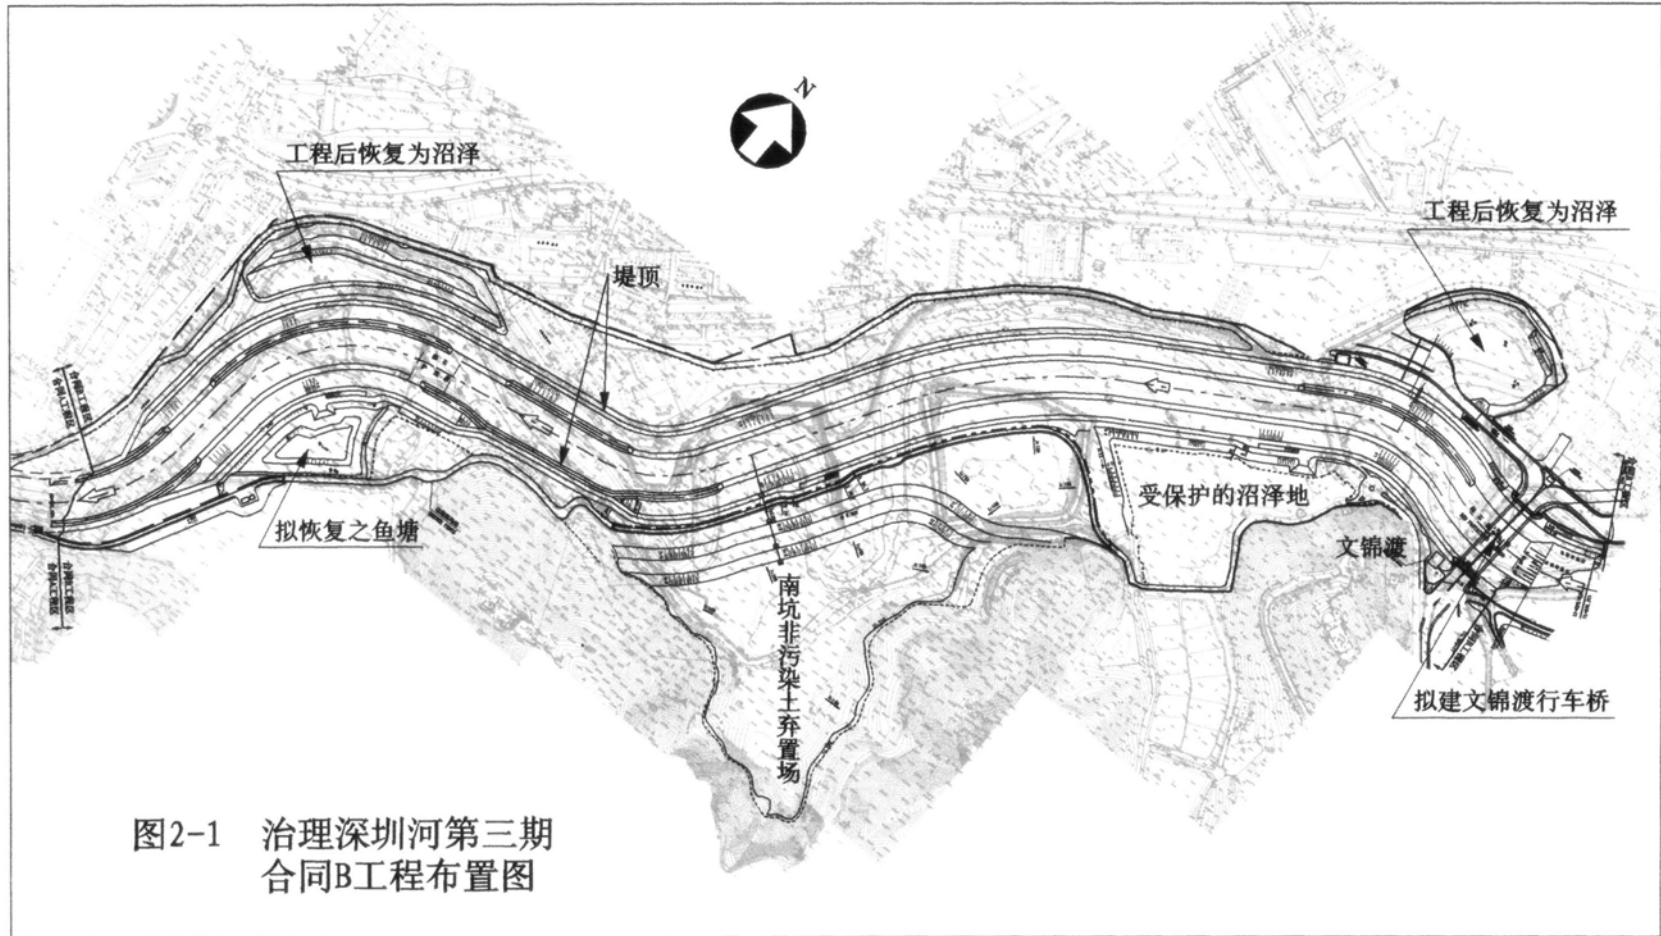 N
工程后恢复为沼泽
工程后恢复为沼泽
堤顶
受保护的沼泽地
拟恢复之鱼塘
文锦渡
南坑非污染土弃置场
拟建文锦渡行车桥
图2-1 治理深圳河第三期
合同B工程布置图